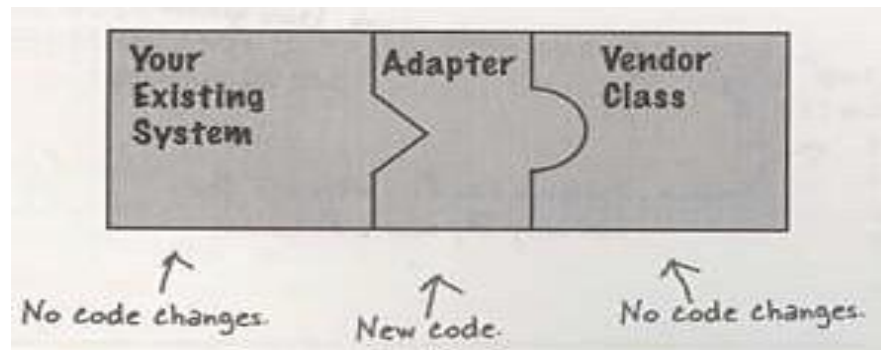 Your
Existing
System
Adapter
Vendor
Class
No code changes.
New code.
No code changes.